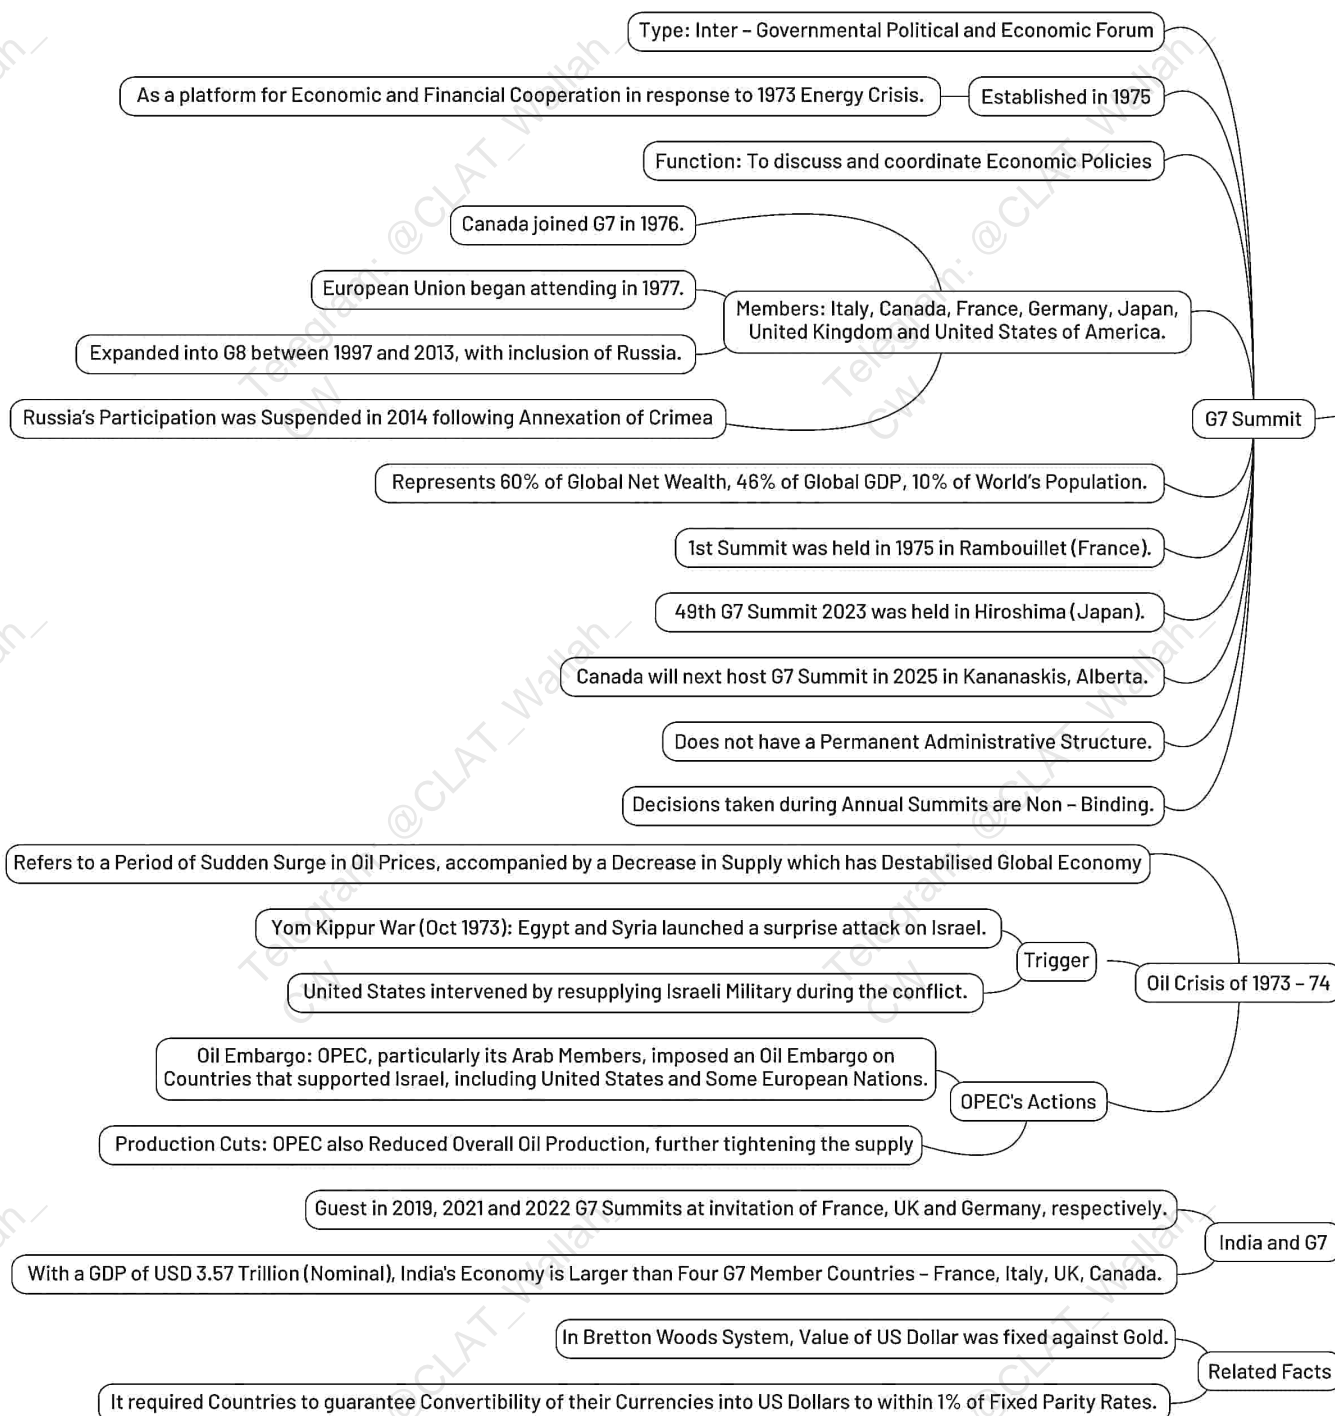 Type: Inter – Governmental Political and Economic Forum
As a platform for Economic and Financial Cooperation in response to 1973 Energy Crisis.
Established in 1975
Function: To discuss and coordinate Economic Policies
Canada joined G7 in 1976.
European Union began attending in 1977.
Members: Italy, Canada, France, Germany, Japan,
United Kingdom and United States of America.
Expanded into G8 between 1997 and 2013, with inclusion of Russia.
Russia's Participation was Suspended in 2014 following Annexation of Crimea
G7 Summit
Represents 60% of Global Net Wealth, 46% of Global GDP, 10% of World's Population.
1st Summit was held in 1975 in Rambouillet (France).
49th G7 Summit 2023 was held in Hiroshima (Japan).
Canada will next host G7 Summit in 2025 in Kananaskis, Alberta.
Does not have a Permanent Administrative Structure.
Decisions taken during Annual Summits are Non – Binding.
Refers to a Period of Sudden Surge in Oil Prices, accompanied by a Decrease in Supply which has Destabilised Global Economy
Yom Kippur War (Oct 1973): Egypt and Syria launched a surprise attack on Israel.
Trigger
United States intervened by resupplying Israeli Military during the conflict.
Oil Crisis of 1973 – 74
Oil Embargo: OPEC, particularly its Arab Members, imposed an Oil Embargo on
Countries that supported Israel, including United States and Some European Nations.
OPEC's Actions
Production Cuts: OPEC also Reduced Overall Oil Production, further tightening the supply
Guest in 2019, 2021 and 2022 G7 Summits at invitation of France, UK and Germany, respectively.
India and G7
With a GDP of USD 3.57 Trillion (Nominal), India's Economy is Larger than Four G7 Member Countries – France, Italy, UK, Canada.
In Bretton Woods System, Value of US Dollar was fixed against Gold.
Related Facts
It required Countries to guarantee Convertibility of their Currencies into US Dollars to within 1% of Fixed Parity Rates.
Telegram: @CLAT_Wallah_
CW
Telegram: @CLAT_Wallah_
CW
Telegram: @CLAT_Wallah_
CW
Telegram: @CLAT_Wallah_
CW
@CLAT_Wallah_
@CLAT_Wallah_